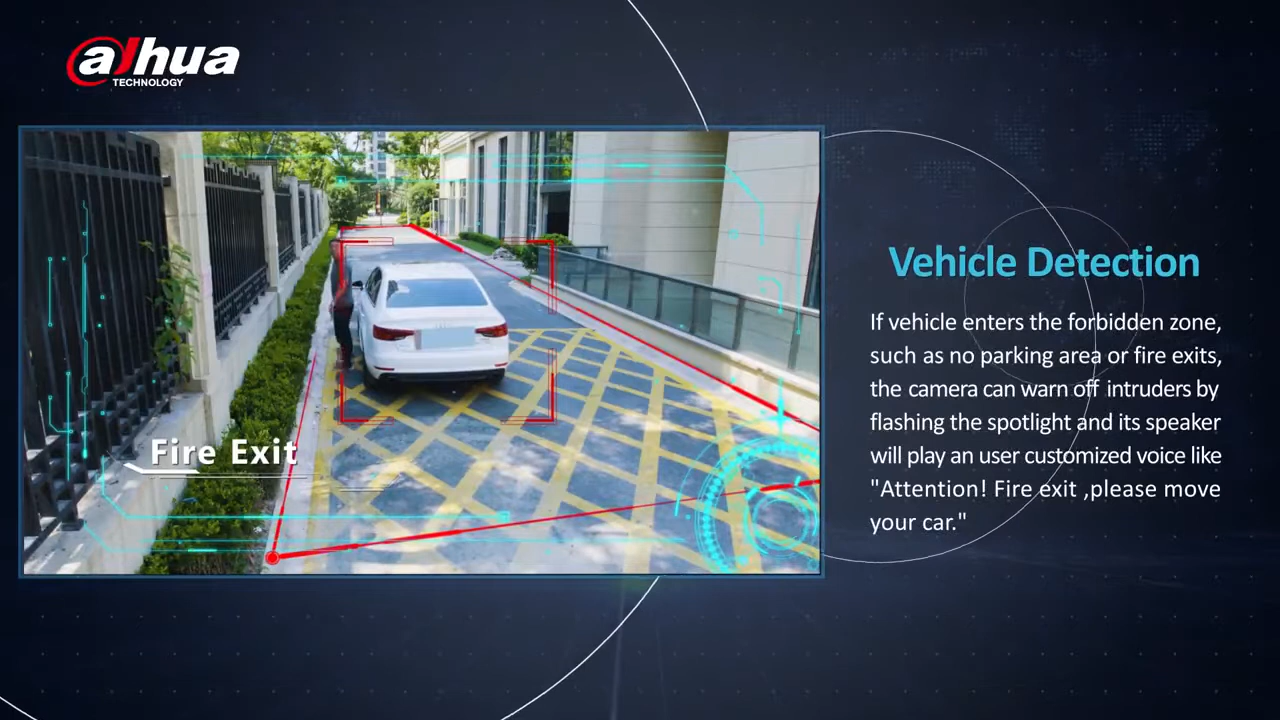 alhua
TECHNOLOGY
Vehicle Detection
If vehicle enters the forbidden zone,
such as no parking area or fire exits,
the camera can warn off intruders by
flashing the spotlight and its speaker
will play an user customized voice like
"Attention! Fire exit ,please move
your car."
Fire Exit